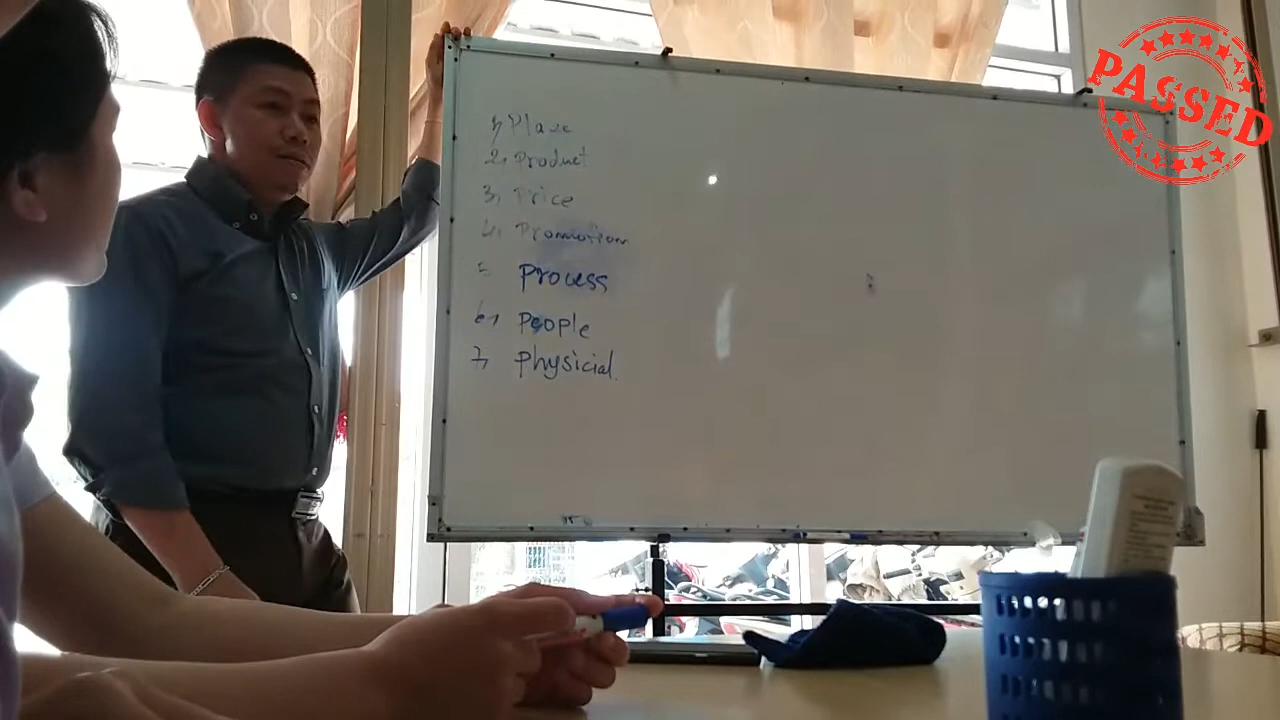 1, Place
2, Product
3, Price
4, Promotion
5 Process
6, People
7, Physicial.
PASSED